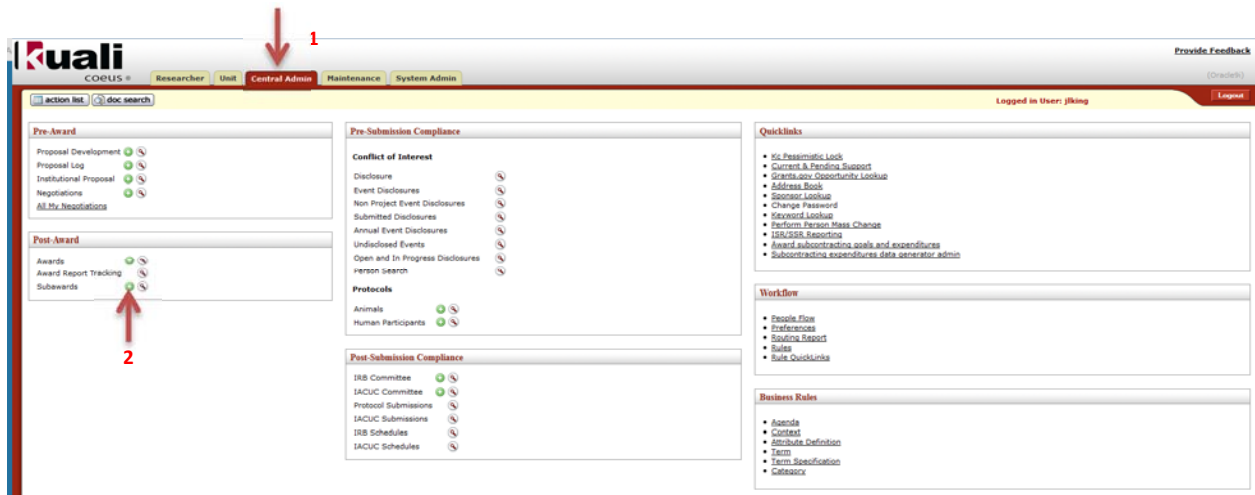 1
kuali
coeus
Provide Feedback
Researcher Unit Central Admin Maintenance System Admin
(Oracle9i)
action list doc search
Logged in User: jlking
Logout
Pre-Award
Proposal Development
Proposal Log
Institutional Proposal
Negotiations
All My Negotiations
Post-Award
Awards
Award Report Tracking
Subawards
2
Pre-Submission Compliance
Conflict of Interest
Disclosure
Event Disclosures
Non Project Event Disclosures
Submitted Disclosures
Annual Event Disclosures
Undisclosed Events
Open and In Progress Disclosures
Person Search
Protocols
Animals
Human Participants
Post-Submission Compliance
IRB Committee
IACUC Committee
Protocol Submissions
IACUC Submissions
IRB Schedules
IACUC Schedules
Quicklinks
Kc Pessimistic Lock
Current & Pending Support
Grants.gov Opportunity Lookup
Address Book
Sponsor Lookup
Change Password
Keyword Lookup
Perform Person Mass Change
ISR/SSR Reporting
Award subcontracting goals and expenditures
Subcontracting expenditures data generator admin
Workflow
People Flow
Preferences
Routing Report
Rules
Rule QuickLinks
Business Rules
Agenda
Context
Attribute Definition
Term
Term Specification
Category